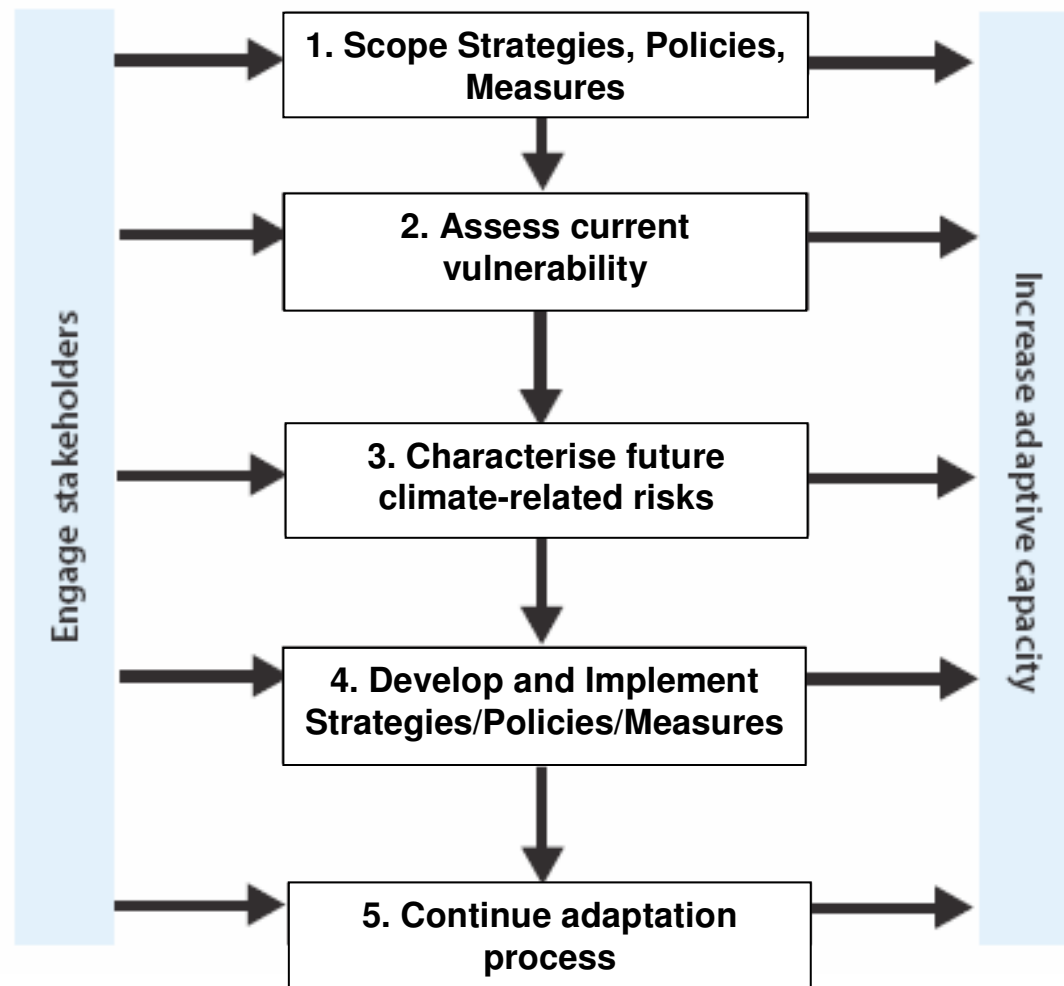 Engage stakeholders
1. Scope Strategies, Policies,
Measures
2. Assess current
vulnerability
3. Characterise future
climate-related risks
4. Develop and Implement
Strategies/Policies/Measures
5. Continue adaptation
process
Increase adaptive capacity